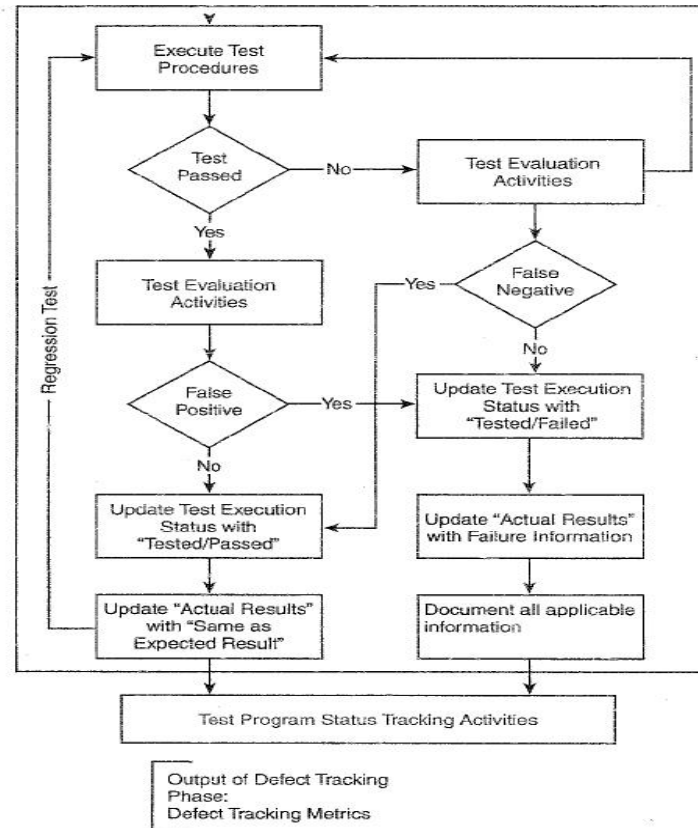 Execute Test
Procedures
Test
Passed
No
Test Evaluation
Activities
Yes
Test Evaluation
Activities
Yes
False
Negative
Regression Test
No
False
Positive
Yes
Update Test Execution
Status with
"Tested/Failed"
No
Update Test Execution
Status with
"Tested/Passed"
Update "Actual Results"
with Failure Information
Update "Actual Results"
with "Same as
Expected Result"
Document all applicable
information
Test Program Status Tracking Activities
Output of Defect Tracking
Phase:
Defect Tracking Metrics